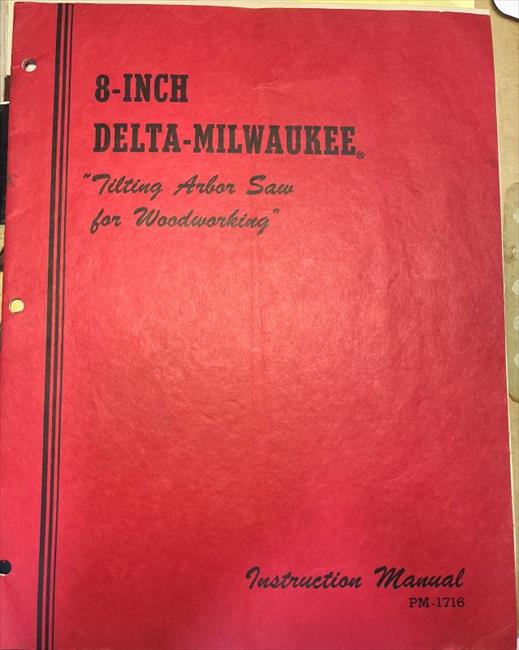 8-INCH
DELTA-MILWAUKEE®
"Tilting Arbor Saw
for Woodworking"
Instruction Manual
PM-1716